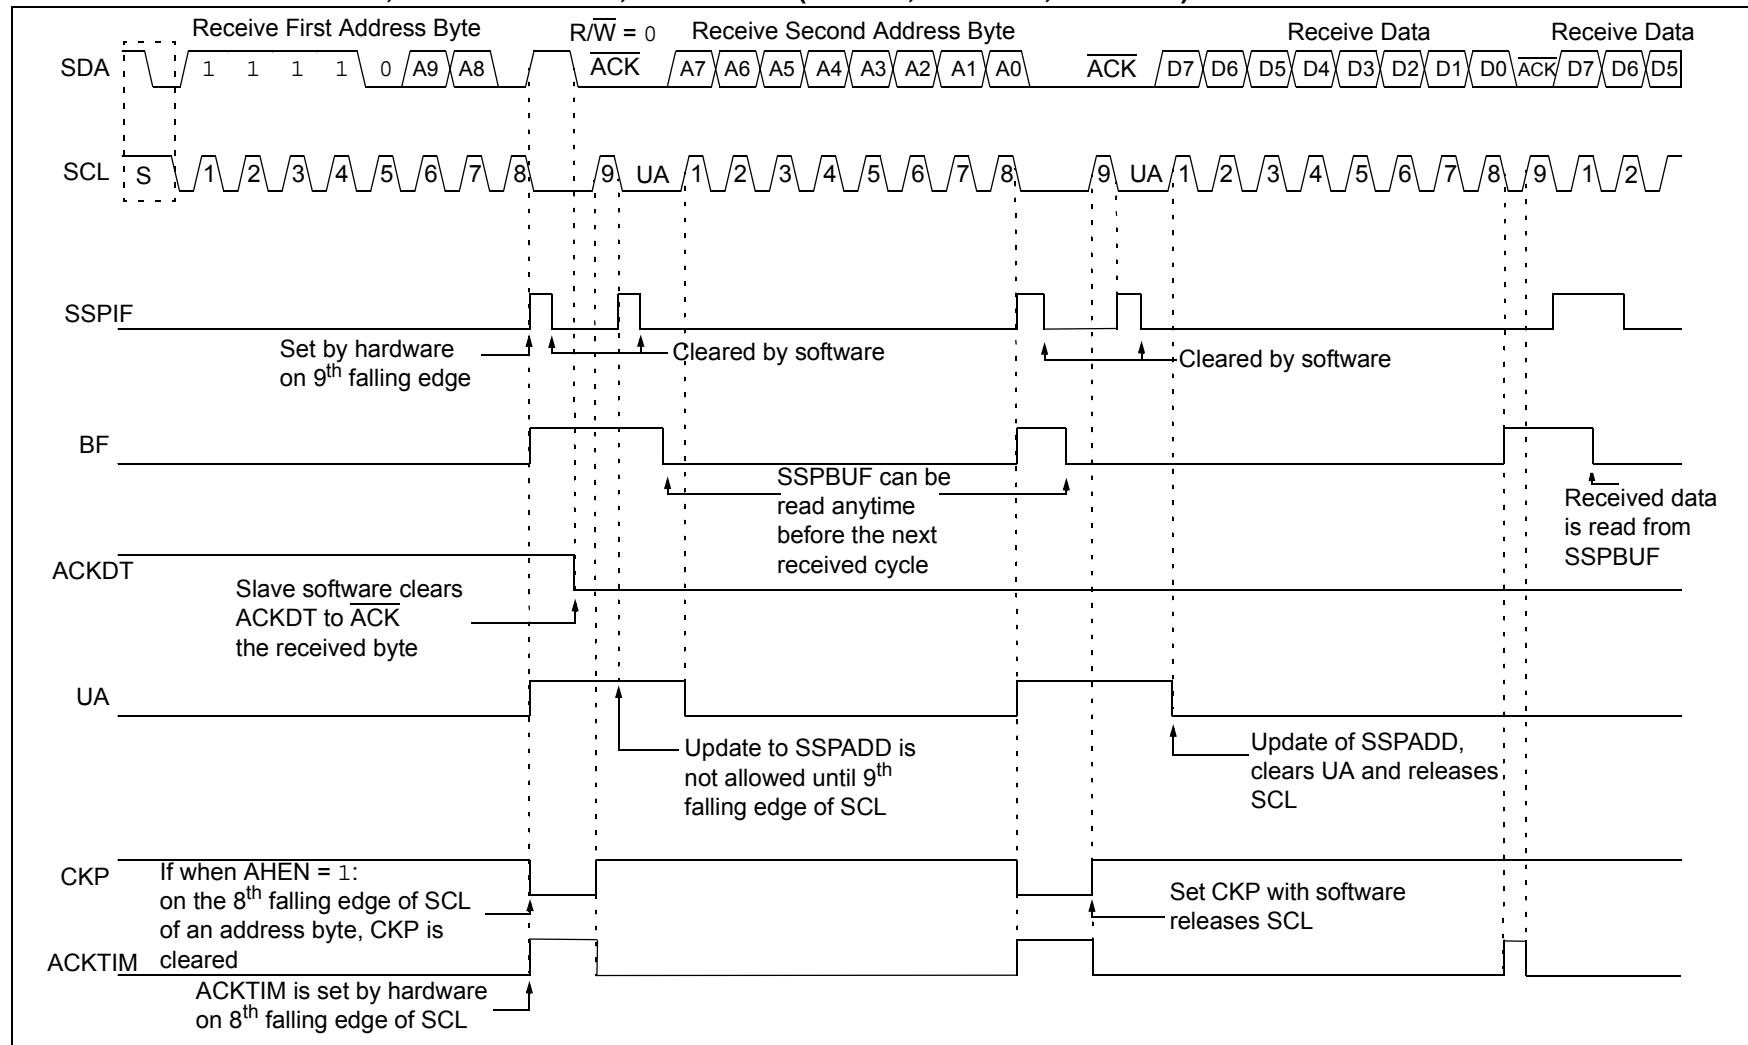 Receive First Address Byte
R/W = 0
Receive Second Address Byte
Receive Data
Receive Data
SDA
1 1 1 1 0 A9 A8
ACK
A7 A6 A5 A4 A3 A2 A1 A0
ACK
D7 D6 D5 D4 D3 D2 D1 D0
ACK
D7 D6 D5
SCL
S
1 2 3 4 5 6 7 8
9
UA
1 2 3 4 5 6 7 8
9
UA
1 2 3 4 5 6 7 8
9
1 2
SSPIF
Set by hardware
on 9th falling edge
Cleared by software
Cleared by software
BF
SSPBUF can be
read anytime
before the next
received cycle
Received data
is read from
SSPBUF
ACKDT
Slave software clears
ACKDT to ACK
the received byte
UA
Update to SSPADD is
not allowed until 9th
falling edge of SCL
Update of SSPADD,
clears UA and releases
SCL
CKP
If when AHEN = 1:
on the 8th falling edge of SCL
of an address byte, CKP is
cleared
Set CKP with software
releases SCL
ACKTIM
ACKTIM is set by hardware
on 8th falling edge of SCL